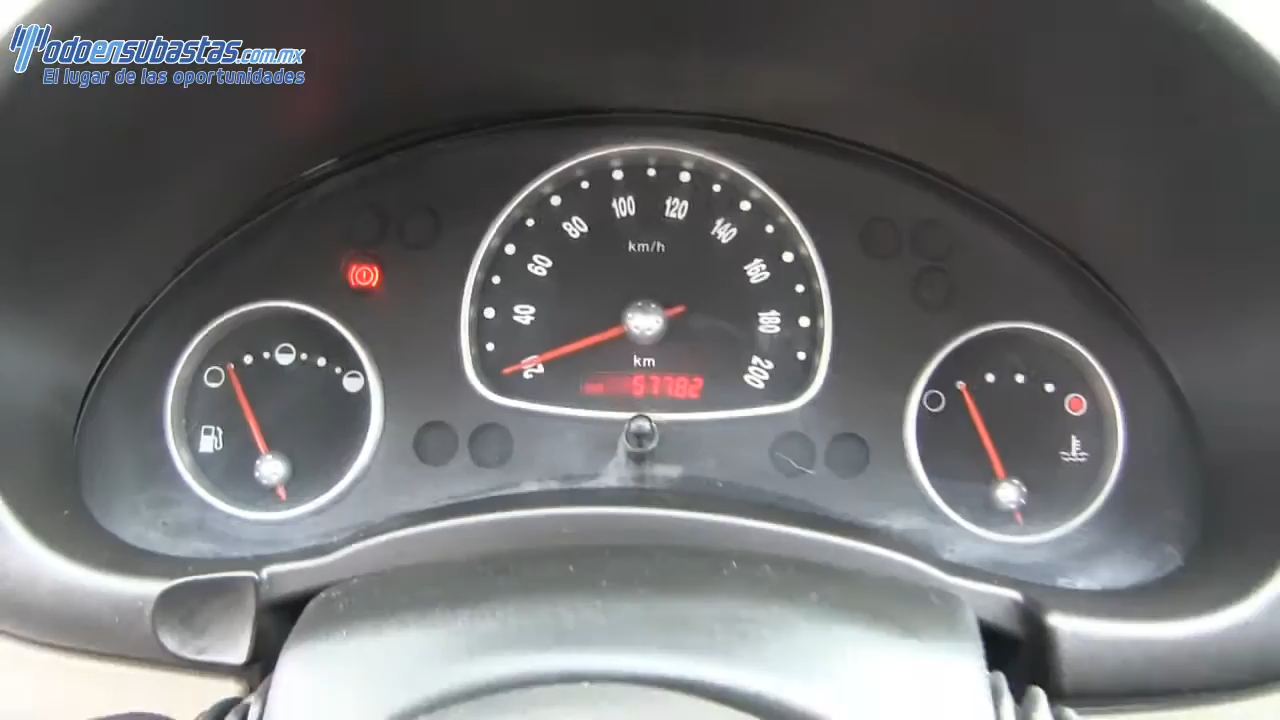 Todoensubastas.com.mx
El lugar de las oportunidades
100 120
80 140
km/h
60 160
40 180
km
20 200
57782